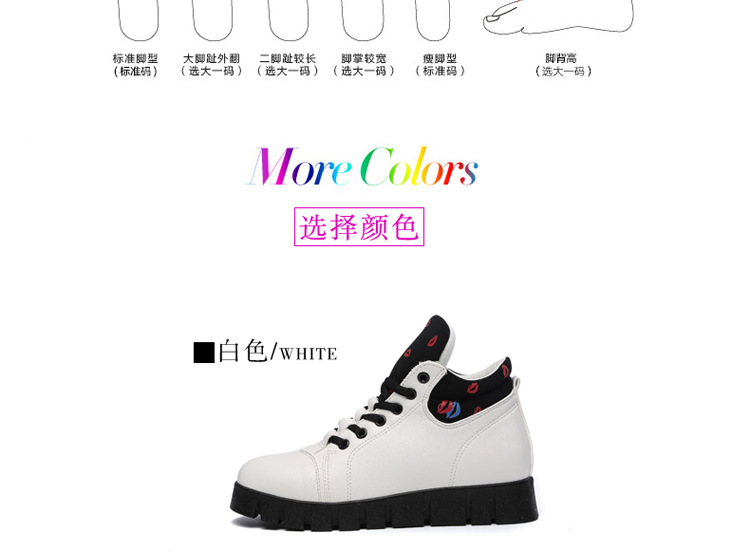 标准脚型 大脚趾外翻 二脚趾较长 脚掌较宽 瘦脚型 脚背高
(标准码) (选大一码) (选大一码) (选大一码) (标准码) (选大一码)
More Colors
选择颜色
白色/WHITE